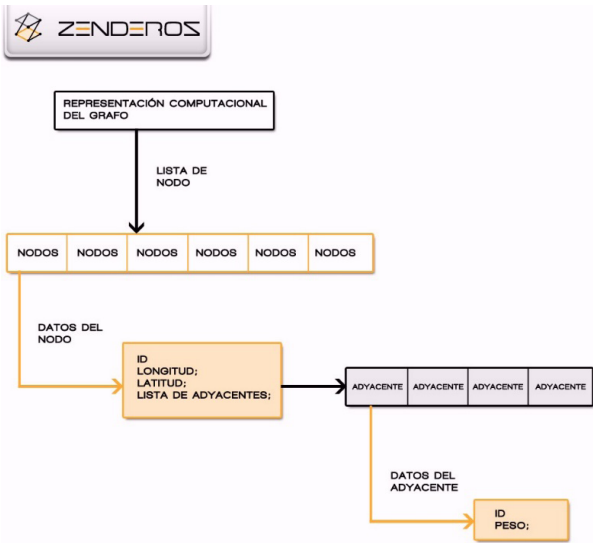 ZENDEROS
REPRESENTACIÓN COMPUTACIONAL
DEL GRAFO
LISTA DE
NODO
NODOS NODOS NODOS NODOS NODOS NODOS
DATOS DEL
NODO
ID
LONGITUD;
LATITUD;
LISTA DE ADYACENTES;
ADYACENTE ADYACENTE ADYACENTE ADYACENTE
DATOS DEL
ADYACENTE
ID
PESO;